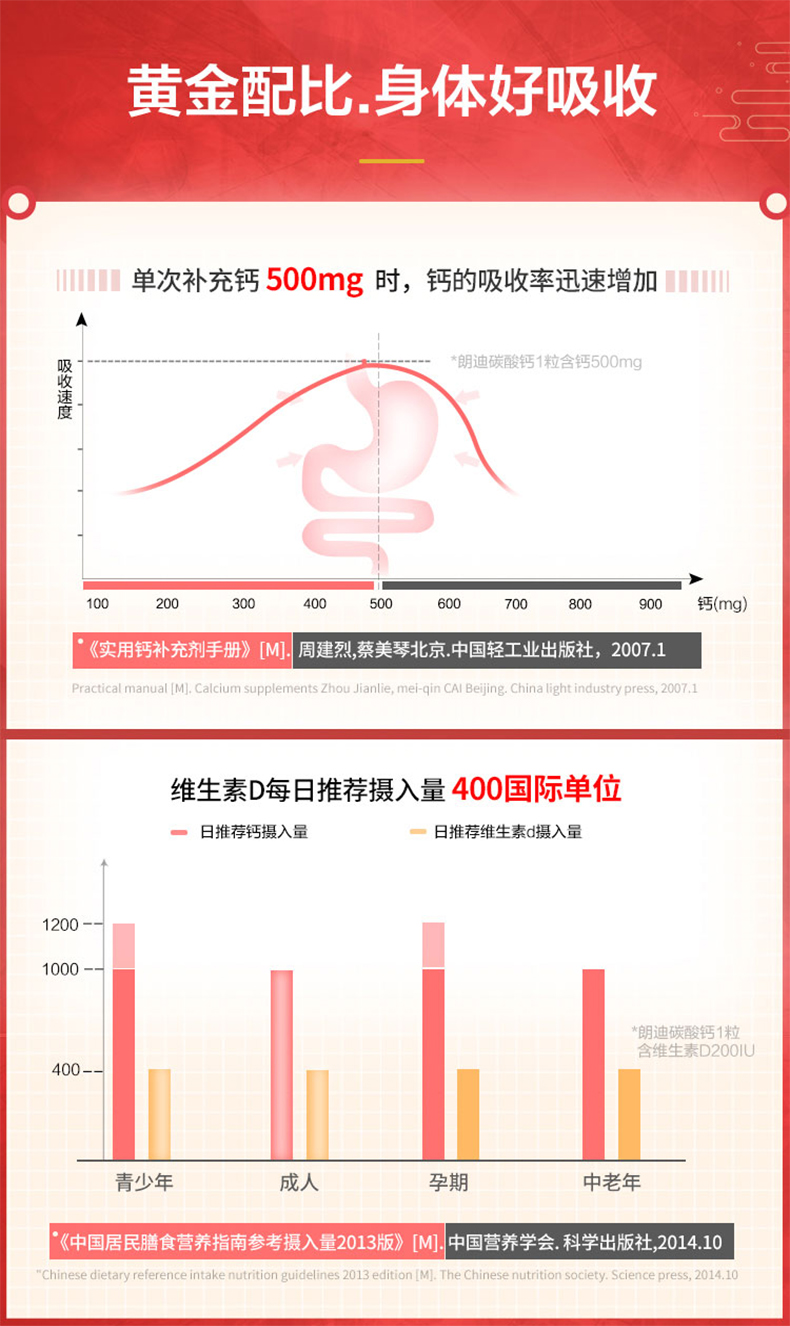 黄金配比.身体好吸收
单次补充钙 500mg 时，钙的吸收率迅速增加
*朗迪碳酸钙1粒含钙500mg
吸收速度
100 200 300 400 500 600 700 800 900 钙(mg)
*《实用钙补充剂手册》[M]. 周建烈,蔡美琴北京.中国轻工业出版社，2007.1
Practical manual [M]. Calcium supplements Zhou Jianlie, mei-qin CAI Beijing. China light industry press, 2007.1
维生素D每日推荐摄入量 400国际单位
日推荐钙摄入量 日推荐维生素d摄入量
1200
1000
*朗迪碳酸钙1粒
含维生素D200IU
400
青少年 成人 孕期 中老年
*《中国居民膳食营养指南参考摄入量2013版》[M]. 中国营养学会. 科学出版社,2014.10
"Chinese dietary reference intake nutrition guidelines 2013 edition [M]. The Chinese nutrition society. Science press, 2014.10